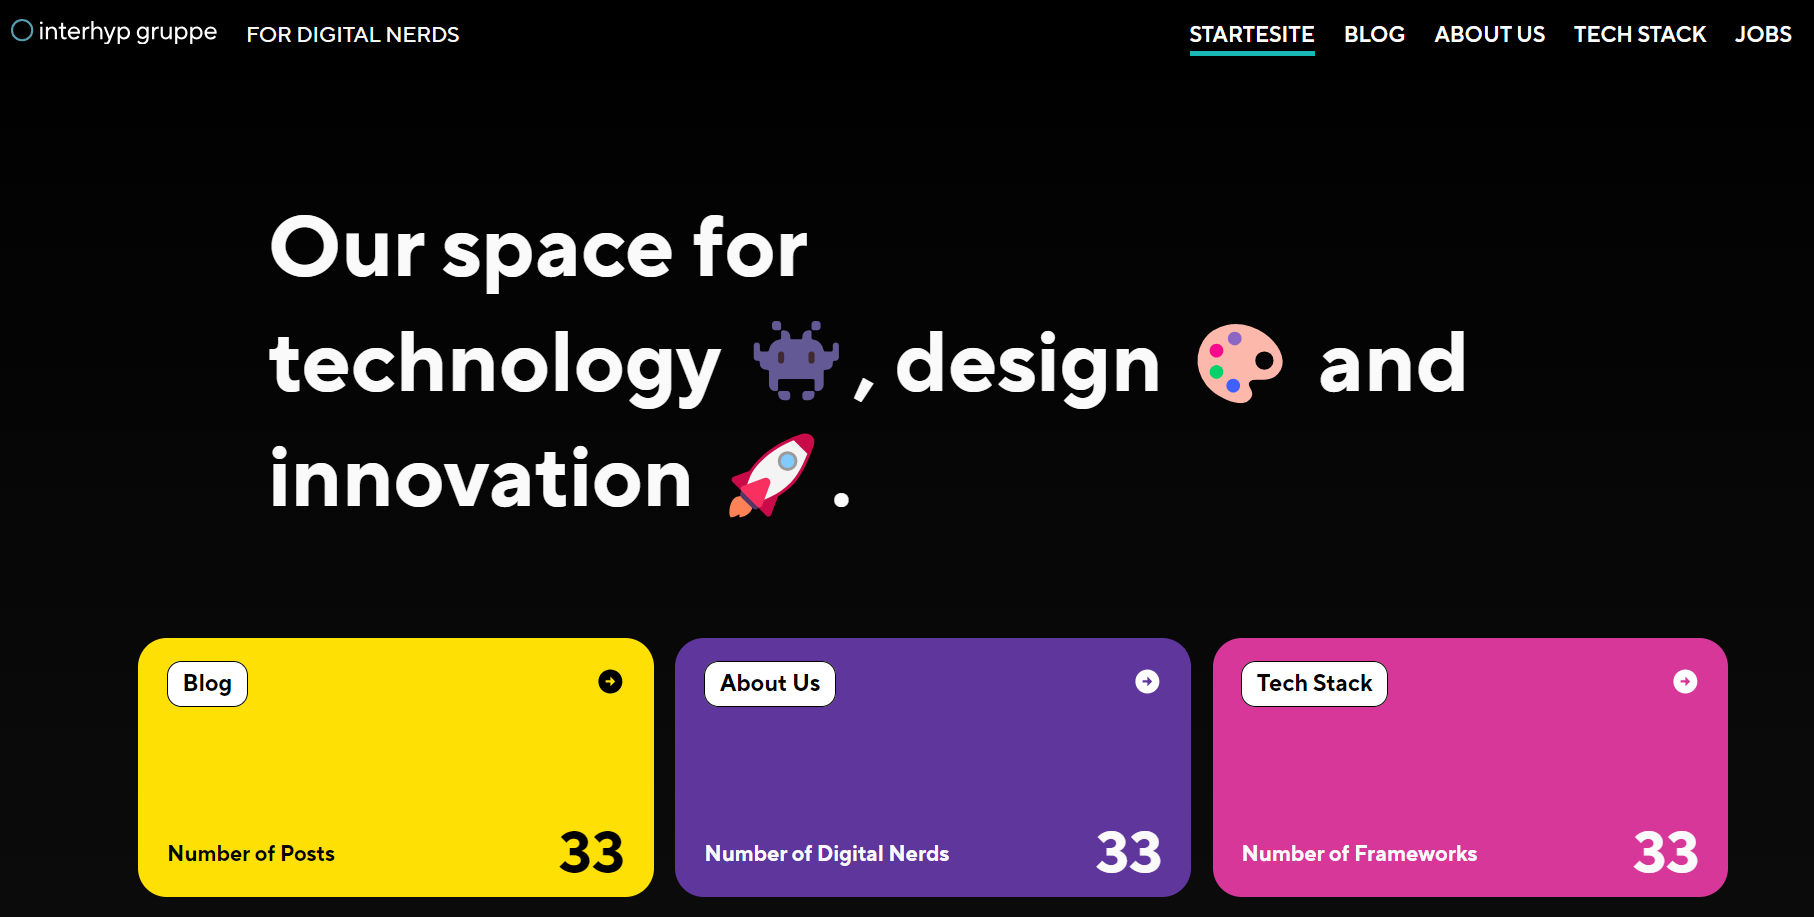 interhyp gruppe
FOR DIGITAL NERDS
STARTESITE
BLOG
ABOUT US
TECH STACK
JOBS
Our space for
technology 👾, design 🎨 and
innovation 🚀.
Blog
Number of Posts
33
About Us
Number of Digital Nerds
33
Tech Stack
Number of Frameworks
33